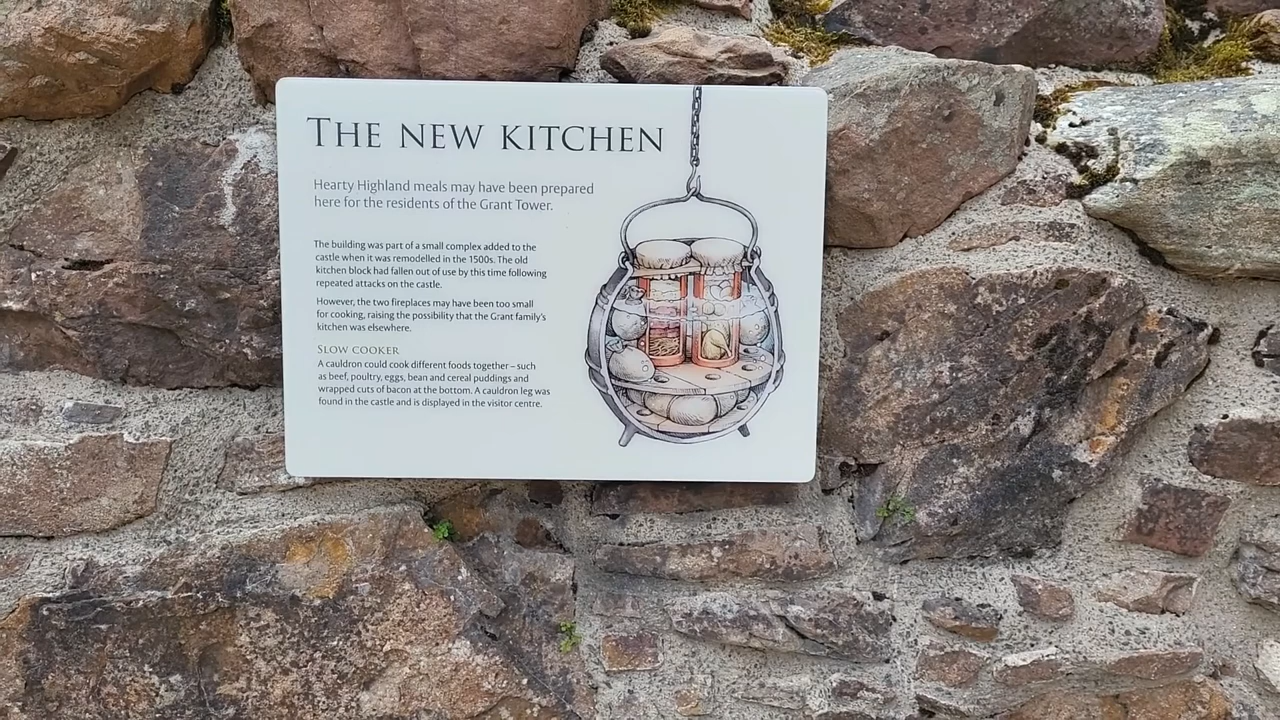 THE NEW KITCHEN
Hearty Highland meals may have been prepared
here for the residents of the Grant Tower.
The building was part of a small complex added to the
castle when it was remodelled in the 1500s. The old
kitchen block had fallen out of use by this time following
repeated attacks on the castle.
However, the two fireplaces may have been too small
for cooking, raising the possibility that the Grant family's
kitchen was elsewhere.
SLOW COOKER
A cauldron could cook different foods together – such
as beef, poultry, eggs, bean and cereal puddings and
wrapped cuts of bacon at the bottom. A cauldron leg was
found in the castle and is displayed in the visitor centre.